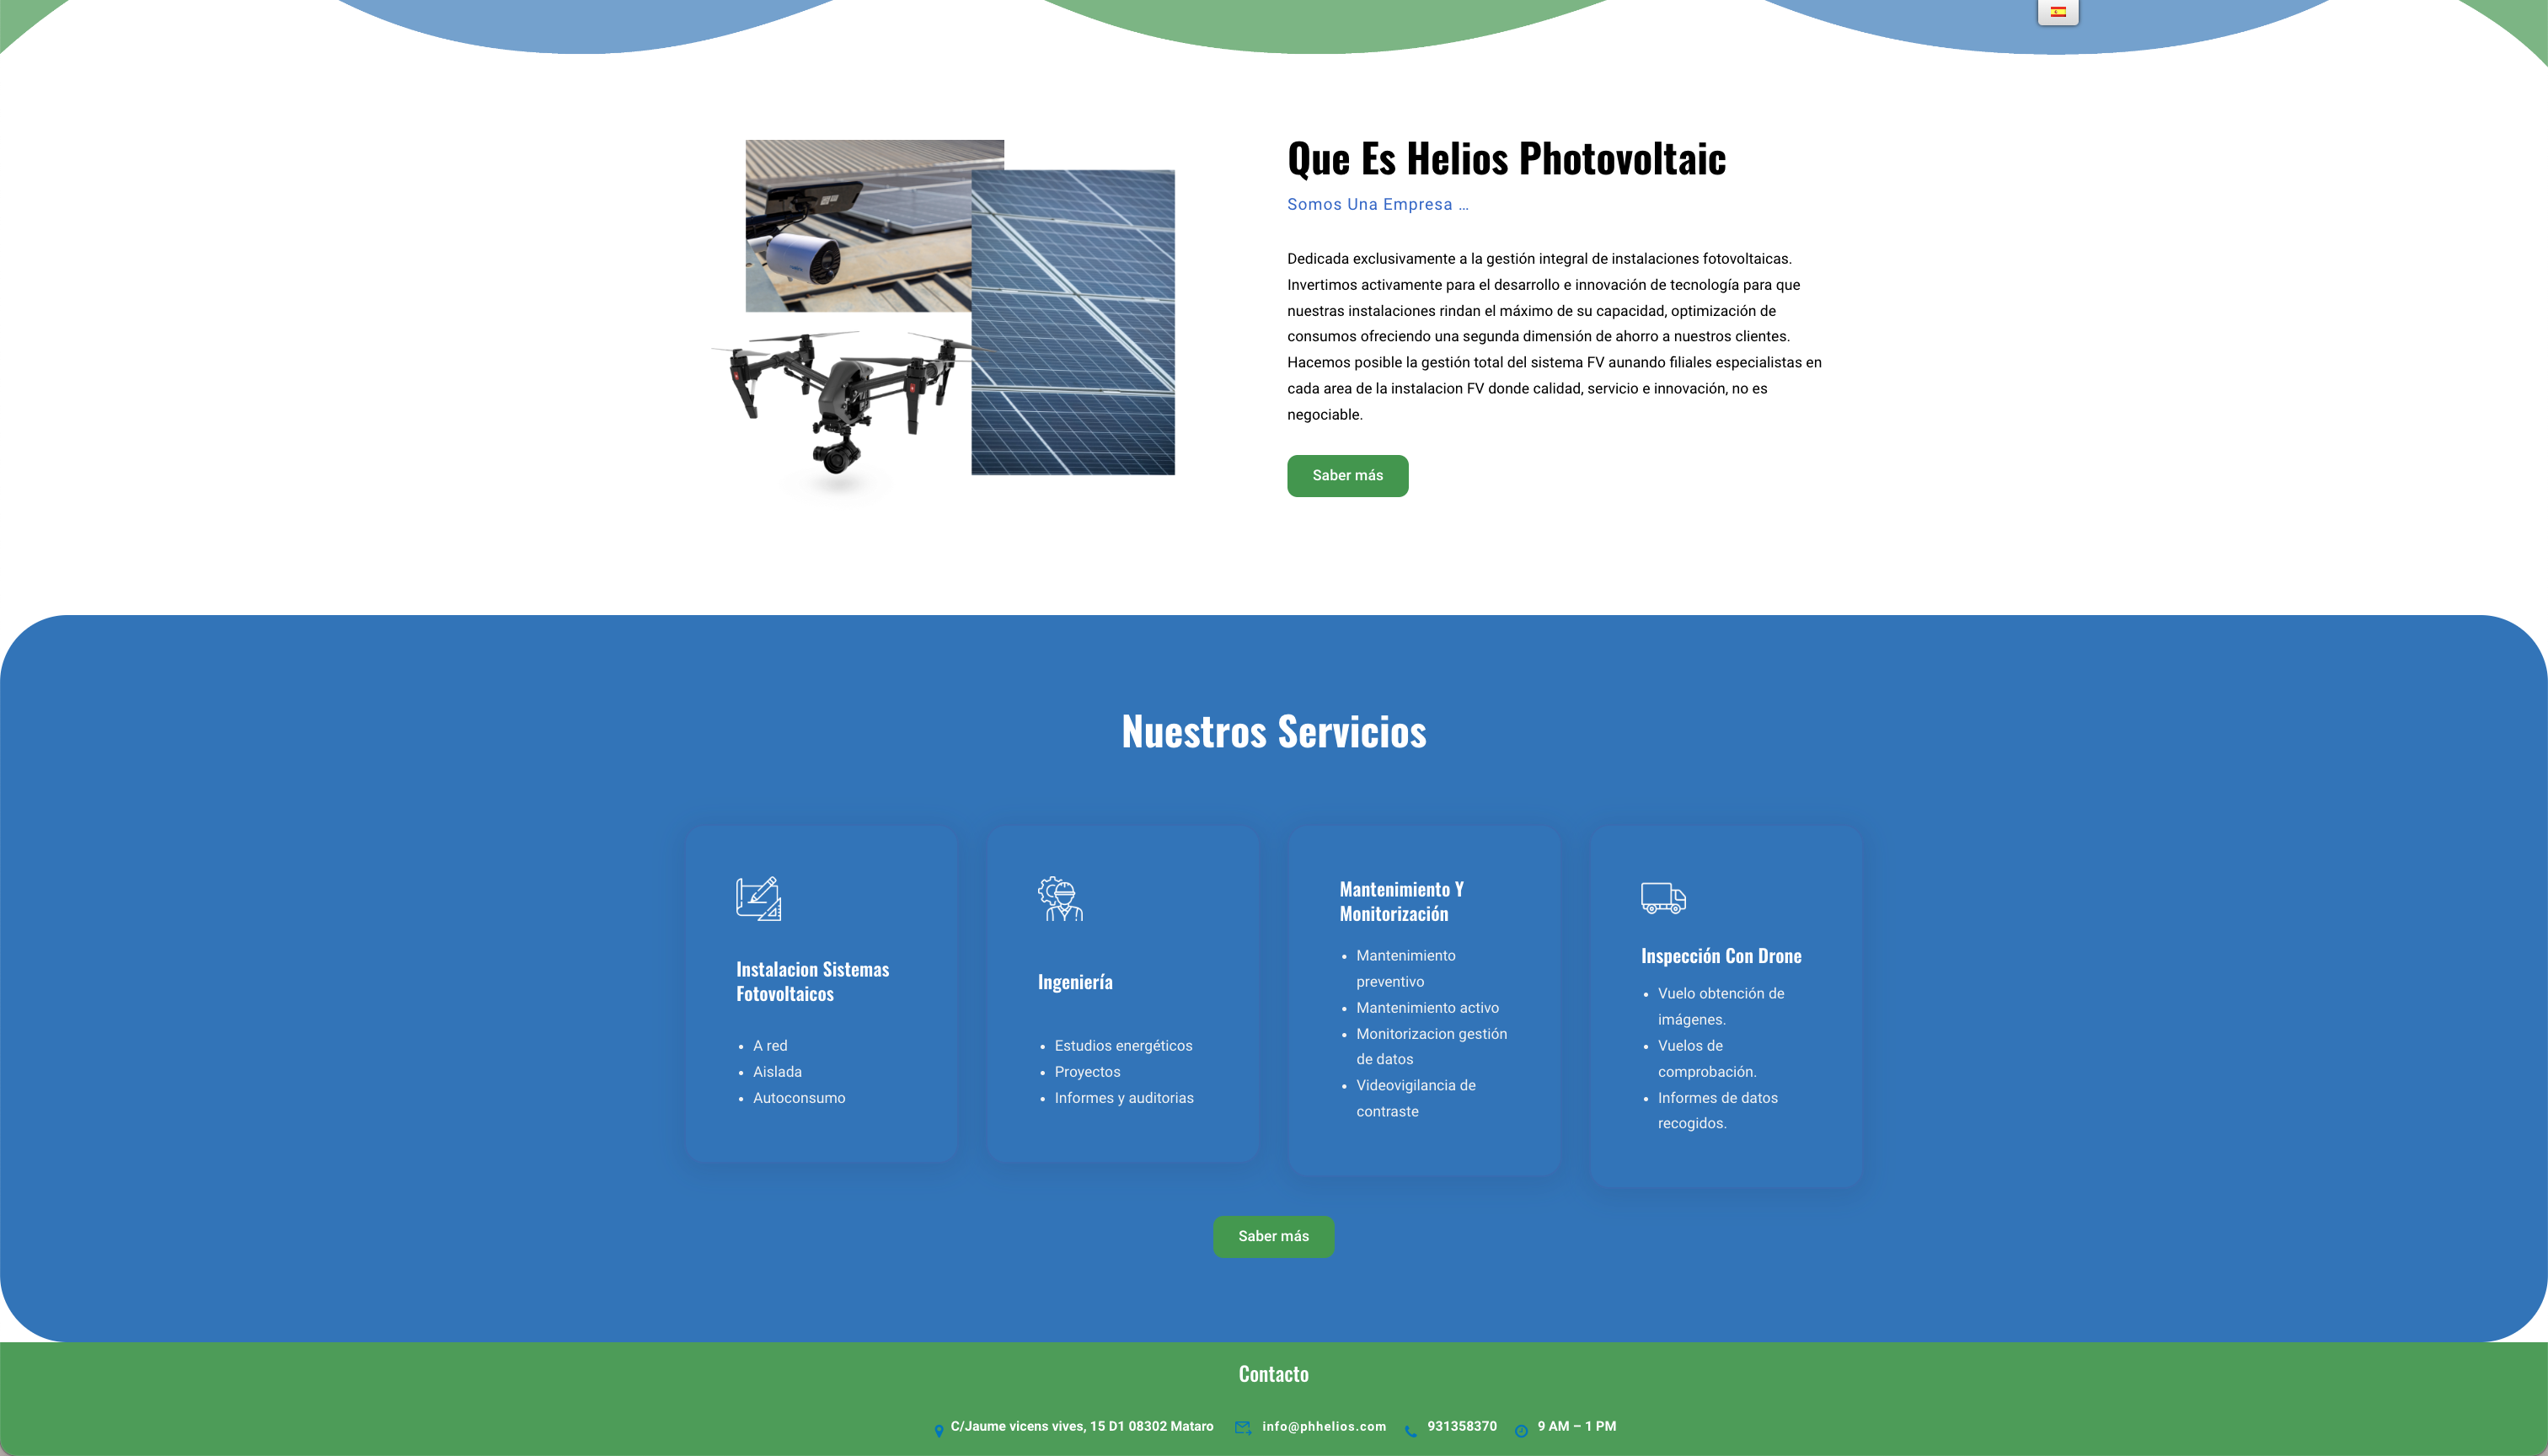 Que Es Helios Photovoltaic
Somos Una Empresa ...
Dedicada exclusivamente a la gestión integral de instalaciones fotovoltaicas.
Invertimos activamente para el desarrollo e innovación de tecnología para que
nuestras instalaciones rindan el máximo de su capacidad, optimización de
consumos ofreciendo una segunda dimensión de ahorro a nuestros clientes.
Hacemos posible la gestión total del sistema FV aunando filiales especialistas en
cada area de la instalacion FV donde calidad, servicio e innovación, no es
negociable.
Saber más
Nuestros Servicios
Instalacion Sistemas
Fotovoltaicos
A red
Aislada
Autoconsumo
Ingeniería
Estudios energéticos
Proyectos
Informes y auditorias
Mantenimiento Y
Monitorización
Mantenimiento
preventivo
Mantenimiento activo
Monitorizacion gestión
de datos
Videovigilancia de
contraste
Inspección Con Drone
Vuelo obtención de
imágenes.
Vuelos de
comprobación.
Informes de datos
recogidos.
Saber más
Contacto
C/Jaume vicens vives, 15 D1 08302 Mataro info@phhelios.com 931358370 9 AM – 1 PM